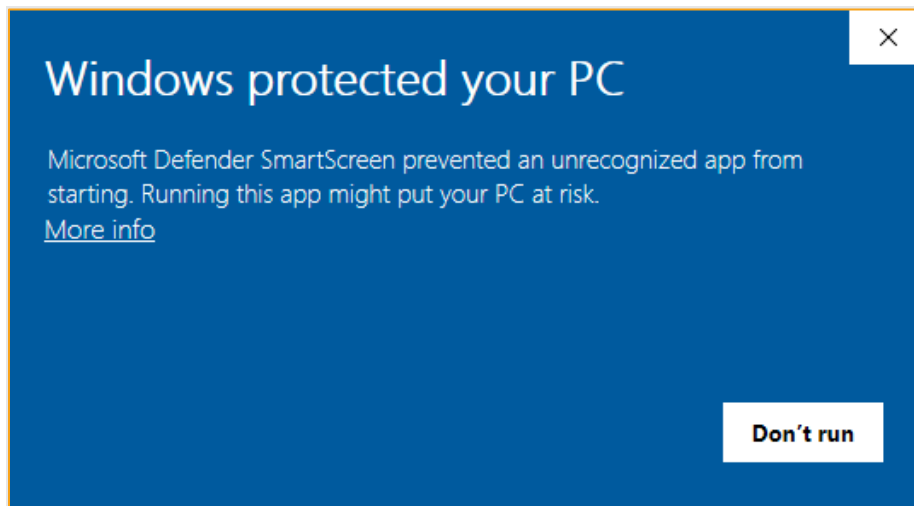 Windows protected your PC
Microsoft Defender SmartScreen prevented an unrecognized app from
starting. Running this app might put your PC at risk.
More info
Don’t run